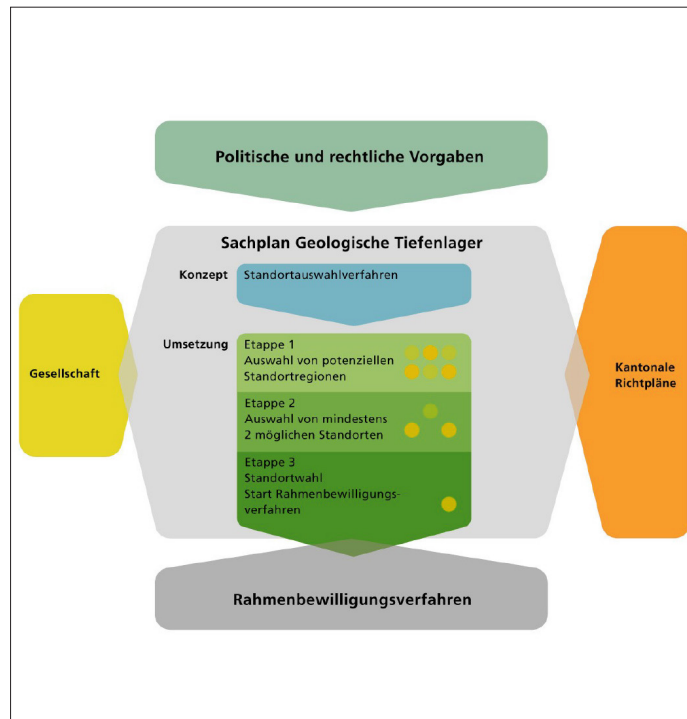 Politische und rechtliche Vorgaben
Sachplan Geologische Tiefenlager
Konzept
Standortauswahlverfahren
Umsetzung
Etappe 1
Auswahl von potenziellen
Standortregionen
Etappe 2
Auswahl von mindestens
2 möglichen Standorten
Etappe 3
Standortwahl
Start Rahmenbewilligungs-
verfahren
Gesellschaft
Kantonale
Richtpläne
Rahmenbewilligungsverfahren